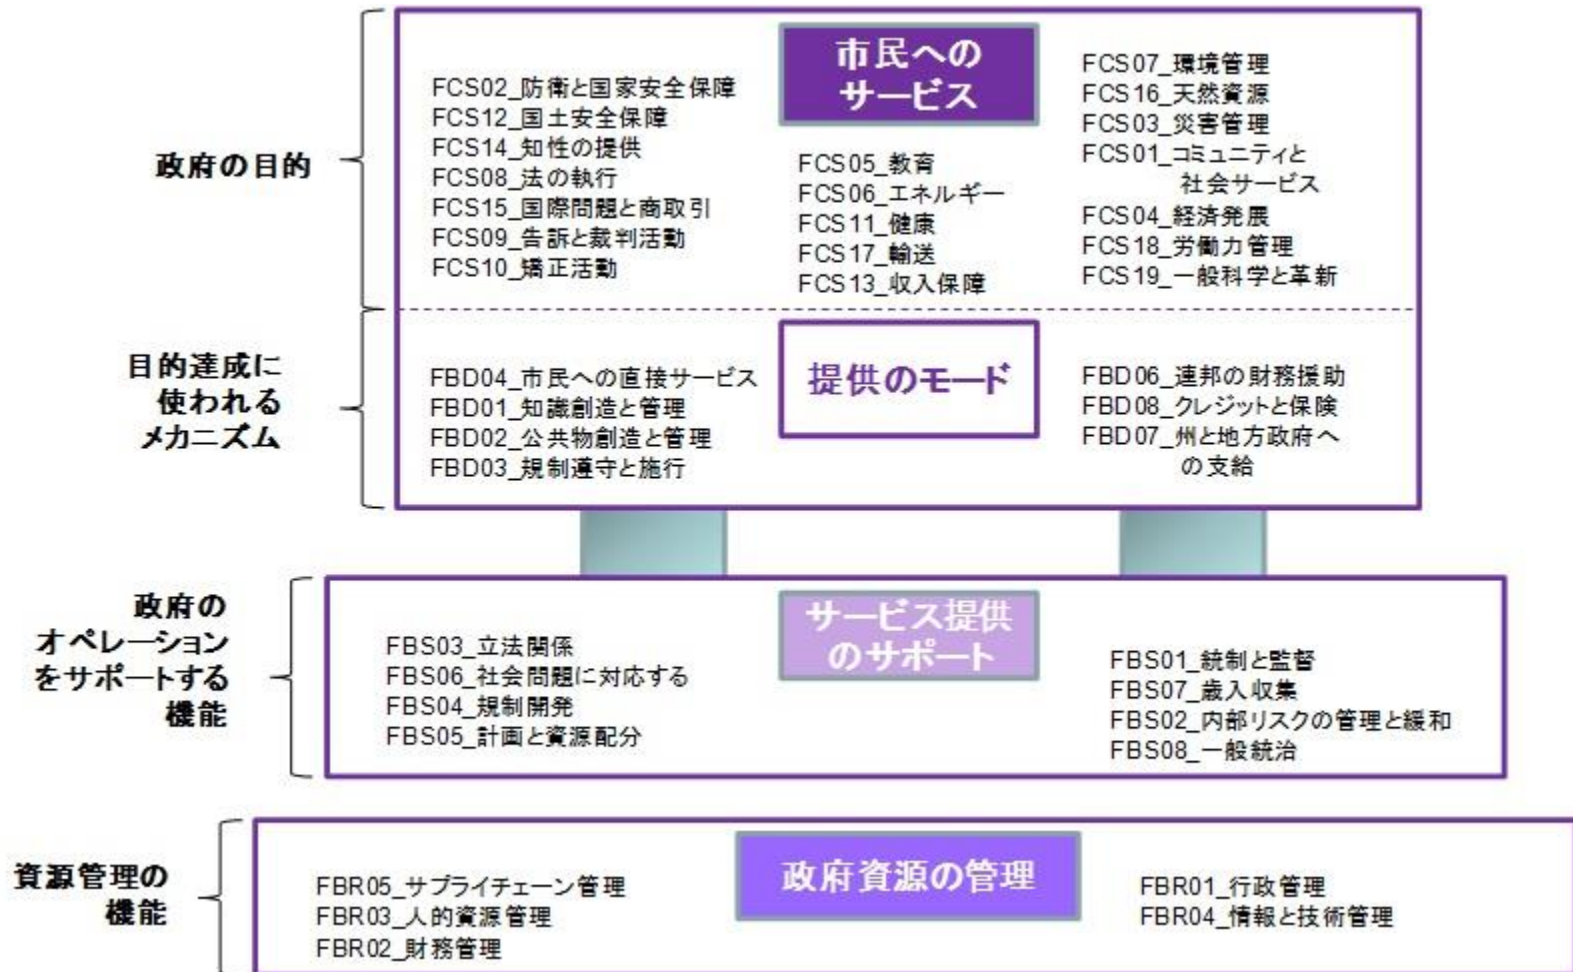 政府の目的
市民への
サービス
FCS02_防衛と国家安全保障
FCS12_国土安全保障
FCS14_知性の提供
FCS08_法の執行
FCS15_国際問題と商取引
FCS09_告訴と裁判活動
FCS10_矯正活動
FCS05_教育
FCS06_エネルギー
FCS11_健康
FCS17_輸送
FCS13_収入保障
FCS07_環境管理
FCS16_天然資源
FCS03_災害管理
FCS01_コミュニティと
社会サービス
FCS04_経済発展
FCS18_労働力管理
FCS19_一般科学と革新
目的達成に
使われる
メカニズム
提供のモード
FBD04_市民への直接サービス
FBD01_知識創造と管理
FBD02_公共物創造と管理
FBD03_規制遵守と施行
FBD06_連邦の財務援助
FBD08_クレジットと保険
FBD07_州と地方政府へ
の支給
政府の
オペレーション
をサポートする
機能
サービス提供
のサポート
FBS03_立法関係
FBS06_社会問題に対応する
FBS04_規制開発
FBS05_計画と資源配分
FBS01_統制と監督
FBS07_歳入収集
FBS02_内部リスクの管理と緩和
FBS08_一般統治
資源管理の
機能
政府資源の管理
FBR05_サプライチェーン管理
FBR03_人的資源管理
FBR02_財務管理
FBR01_行政管理
FBR04_情報と技術管理